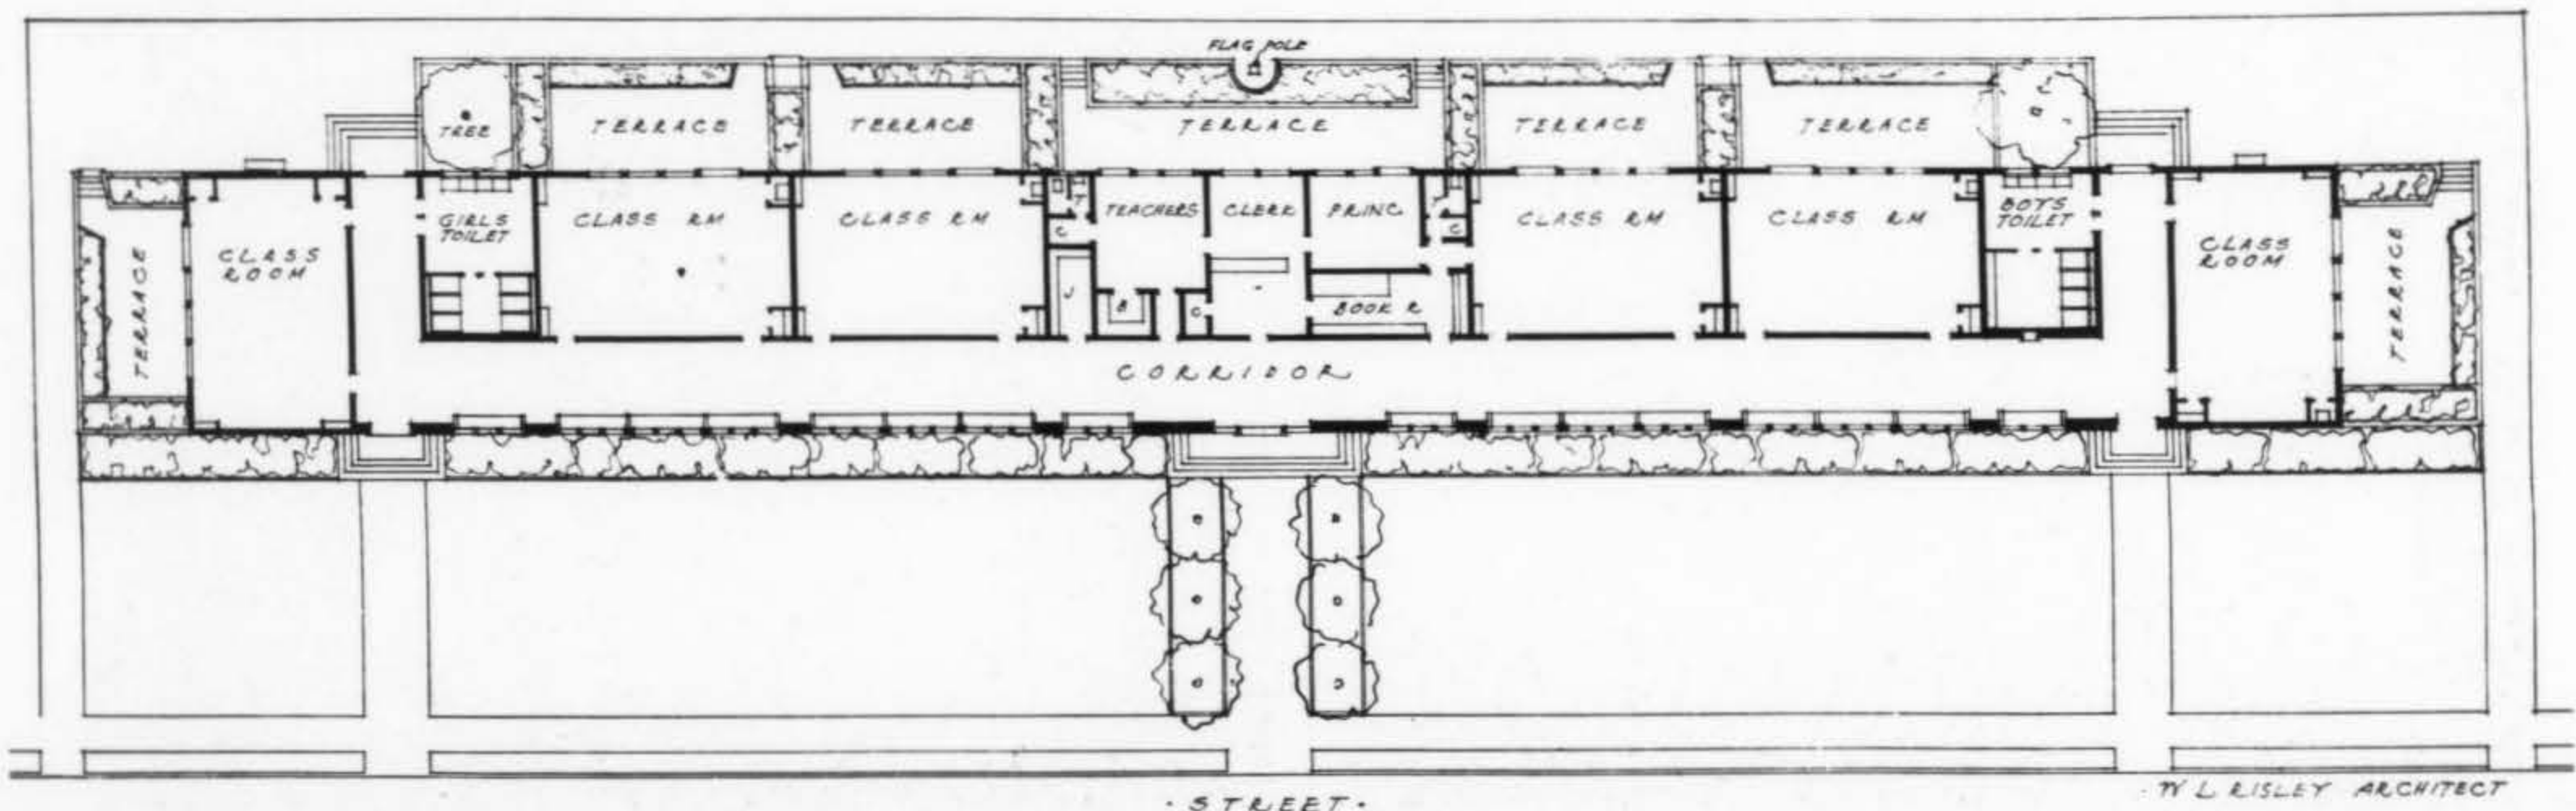 FLAG POLE
TREE
TERRACE
TERRACE
TERRACE
TERRACE
TERRACE
CLASS
ROOM
TERRACE
GIRLS
TOILET
CLASS RM
CLASS RM
T
C
J
TEACHERS
B
C
CLERK
PRINC
BOOK R
T
C
CLASS RM
CLASS RM
BOYS
TOILET
CLASS
ROOM
TERRACE
CORRIDOR
· STREET ·
W L RISLEY ARCHITECT